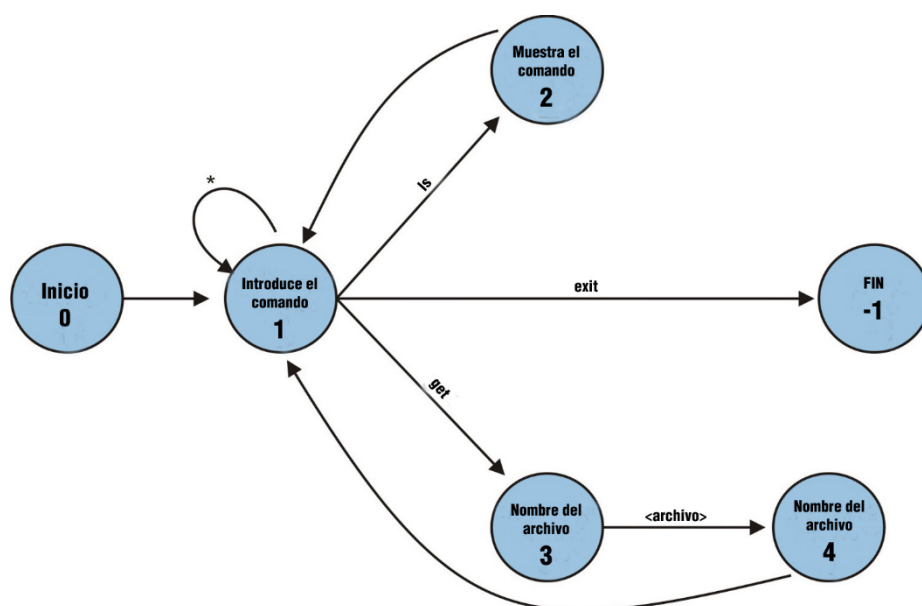 Muestra el
comando
2
ls
*
Inicio
0
Introduce el
comando
1
exit
FIN
-1
get
Nombre del
archivo
3
<archivo>
Nombre del
archivo
4